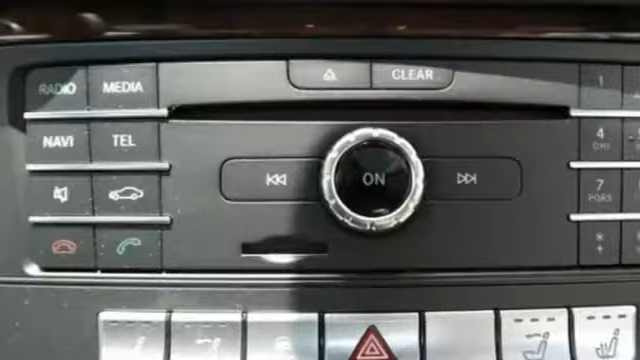 RADIO MEDIA CLEAR 1
NAVI TEL 4 GHI
ON
7 PQRS
* +